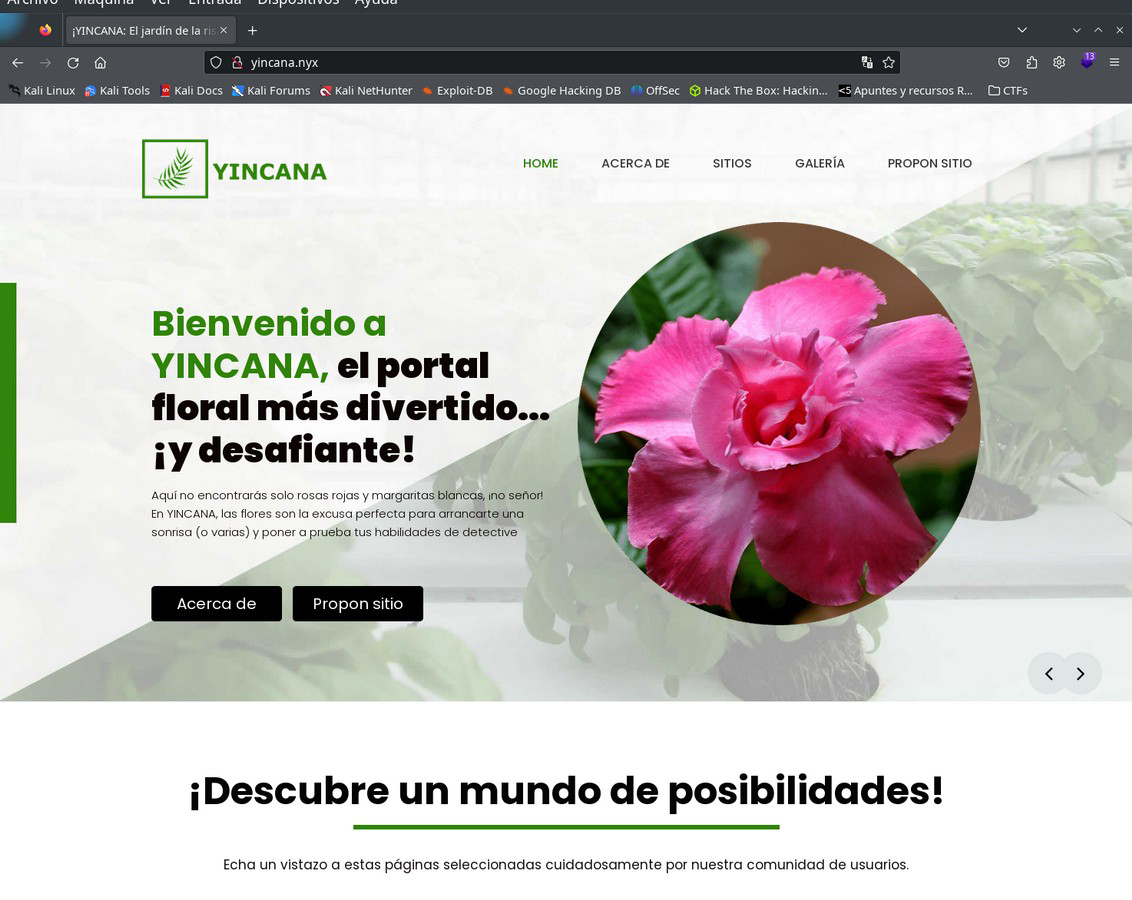 Archivo Máquina Ver Entrada Dispositivos Ayuda
¡YINCANA: El jardín de la ris
yincana.nyx
13
Kali Linux Kali Tools Kali Docs Kali Forums Kali NetHunter Exploit-DB Google Hacking DB OffSec Hack The Box: Hackin... <5 Apuntes y recursos R... CTFs
YINCANA
HOME ACERCA DE SITIOS GALERÍA PROPON SITIO
Bienvenido a
YINCANA, el portal
floral más divertido...
¡y desafiante!
Aquí no encontrarás solo rosas rojas y margaritas blancas, ¡no señor!
En YINCANA, las flores son la excusa perfecta para arrancarte una
sonrisa (o varias) y poner a prueba tus habilidades de detective
Acerca de Propon sitio
¡Descubre un mundo de posibilidades!
Echa un vistazo a estas páginas seleccionadas cuidadosamente por nuestra comunidad de usuarios.